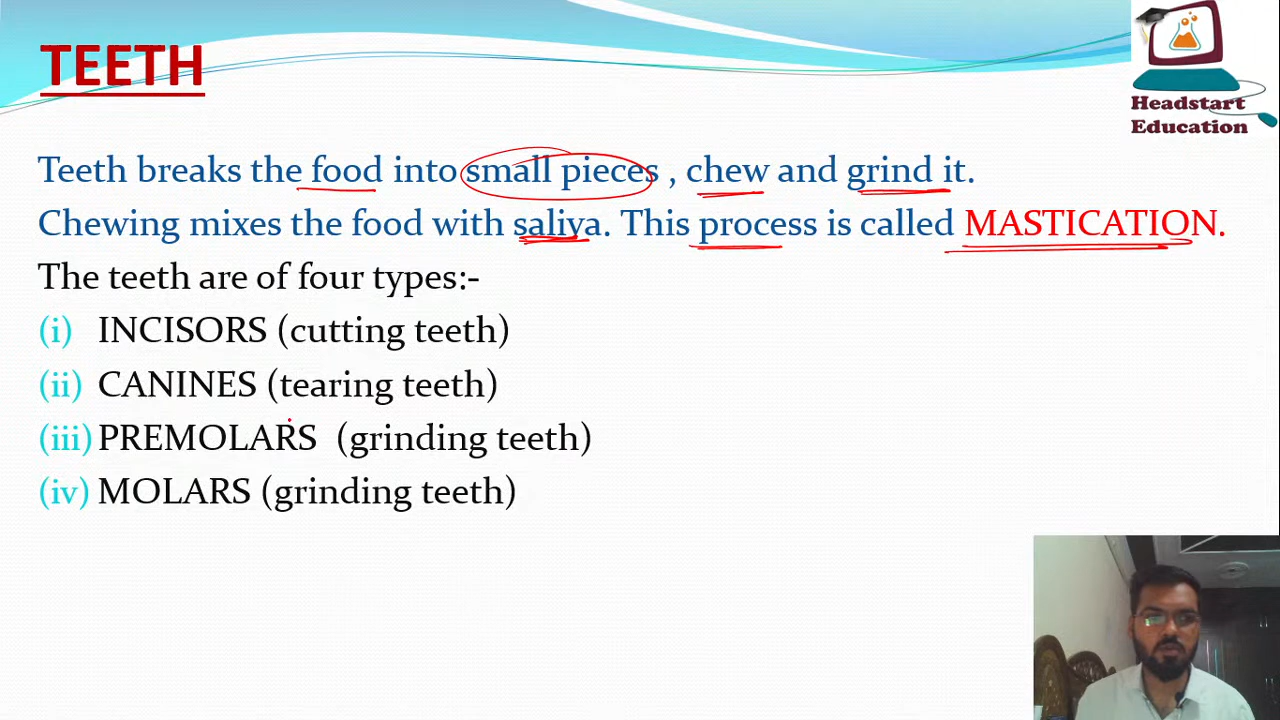 TEETH
Headstart
Education
Teeth breaks the food into small pieces , chew and grind it.
Chewing mixes the food with saliva. This process is called MASTICATION.
The teeth are of four types:-
(i) INCISORS (cutting teeth)
(ii) CANINES (tearing teeth)
(iii) PREMOLARS (grinding teeth)
(iv) MOLARS (grinding teeth)